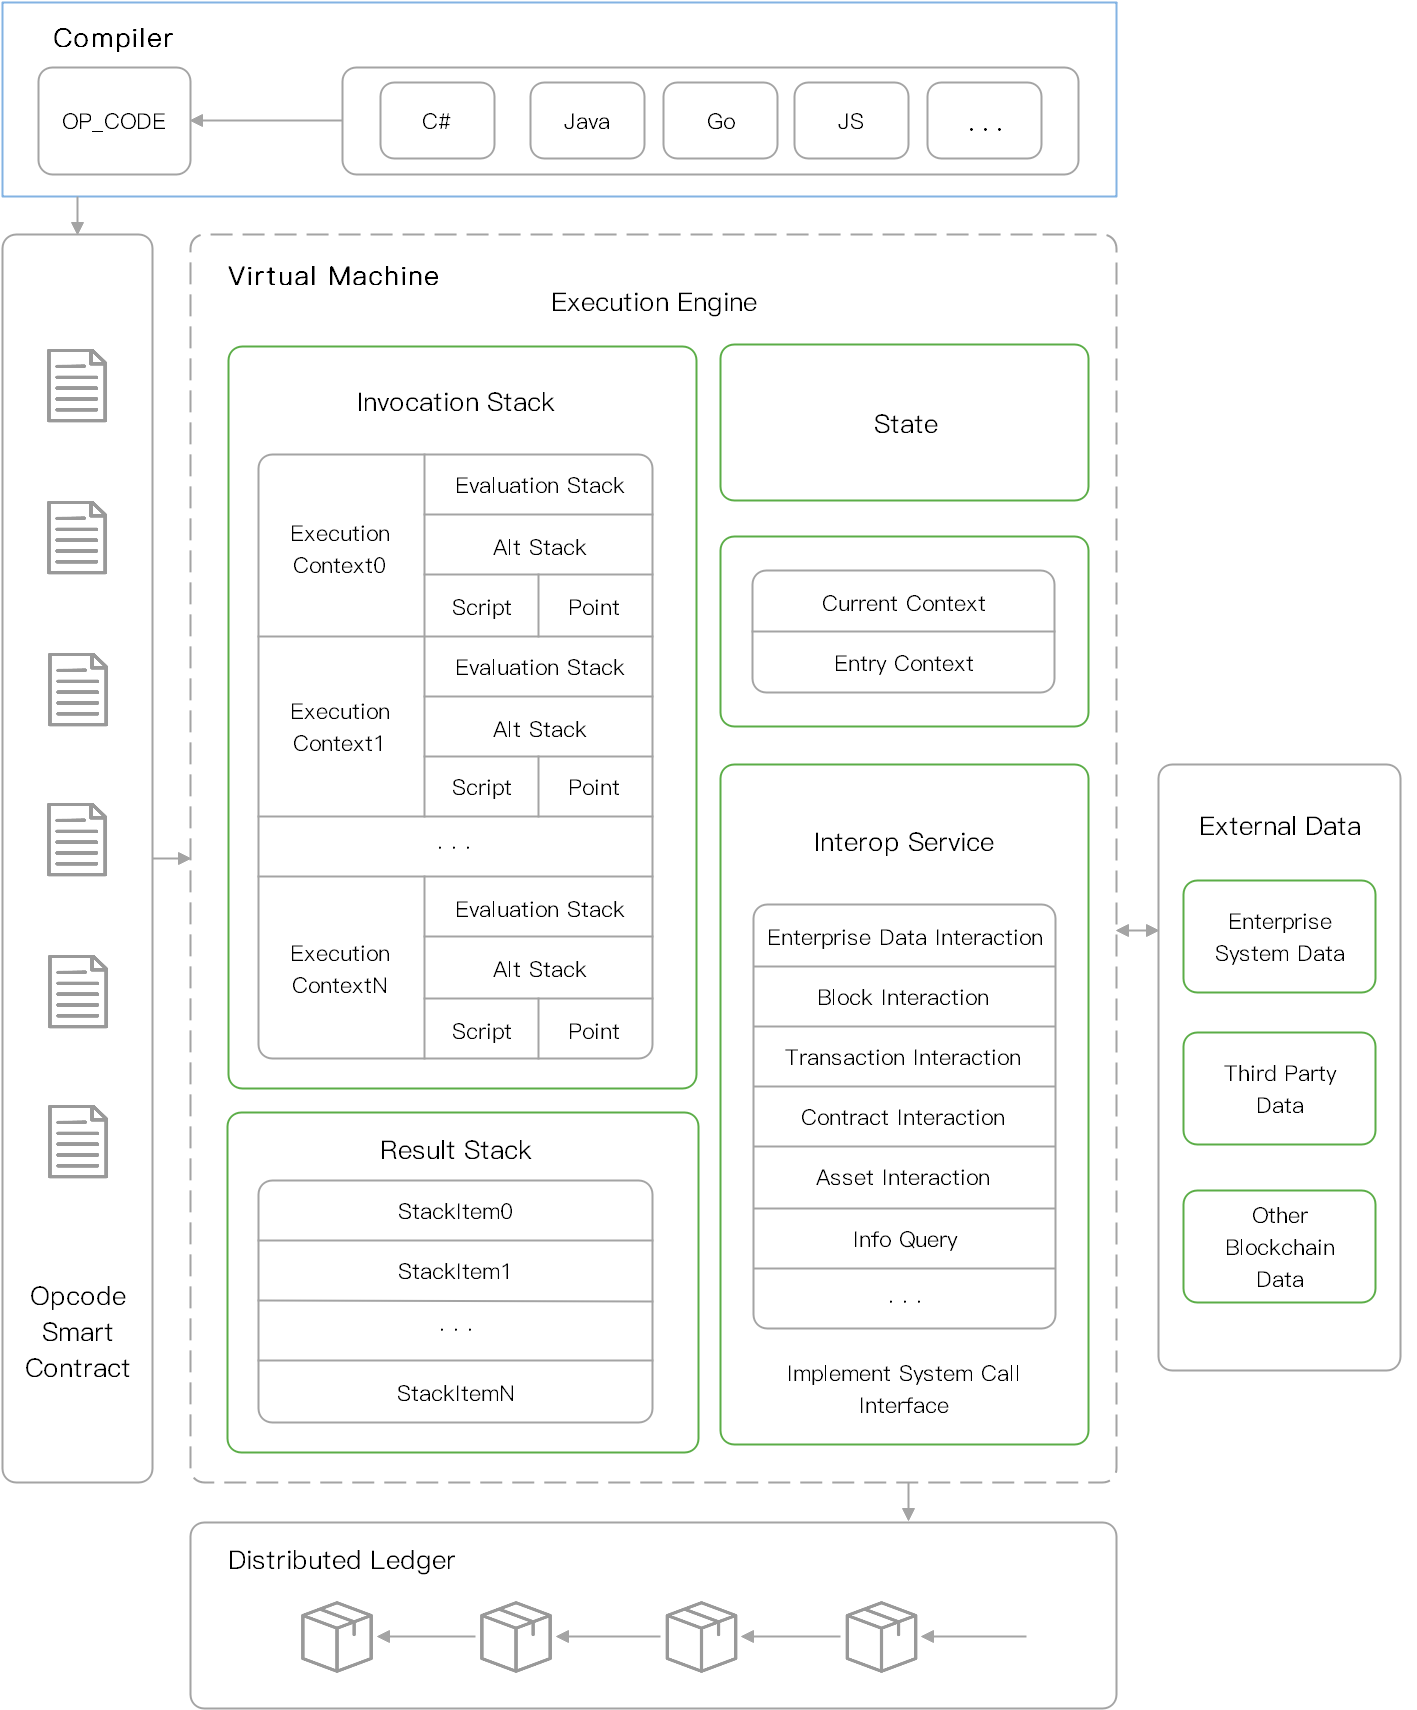 Compiler
OP_CODE
C#
Java
Go
JS
...
Virtual Machine
Execution Engine
Invocation Stack
Execution
Context0
Evaluation Stack
Alt Stack
Script
Point
Execution
Context1
Evaluation Stack
Alt Stack
Script
Point
...
Execution
ContextN
Evaluation Stack
Alt Stack
Script
Point
Result Stack
StackItem0
StackItem1
...
StackItemN
State
Current Context
Entry Context
Interop Service
Enterprise Data Interaction
Block Interaction
Transaction Interaction
Contract Interaction
Asset Interaction
Info Query
...
Implement System Call
Interface
External Data
Enterprise
System Data
Third Party
Data
Other
Blockchain
Data
Opcode
Smart
Contract
Distributed Ledger